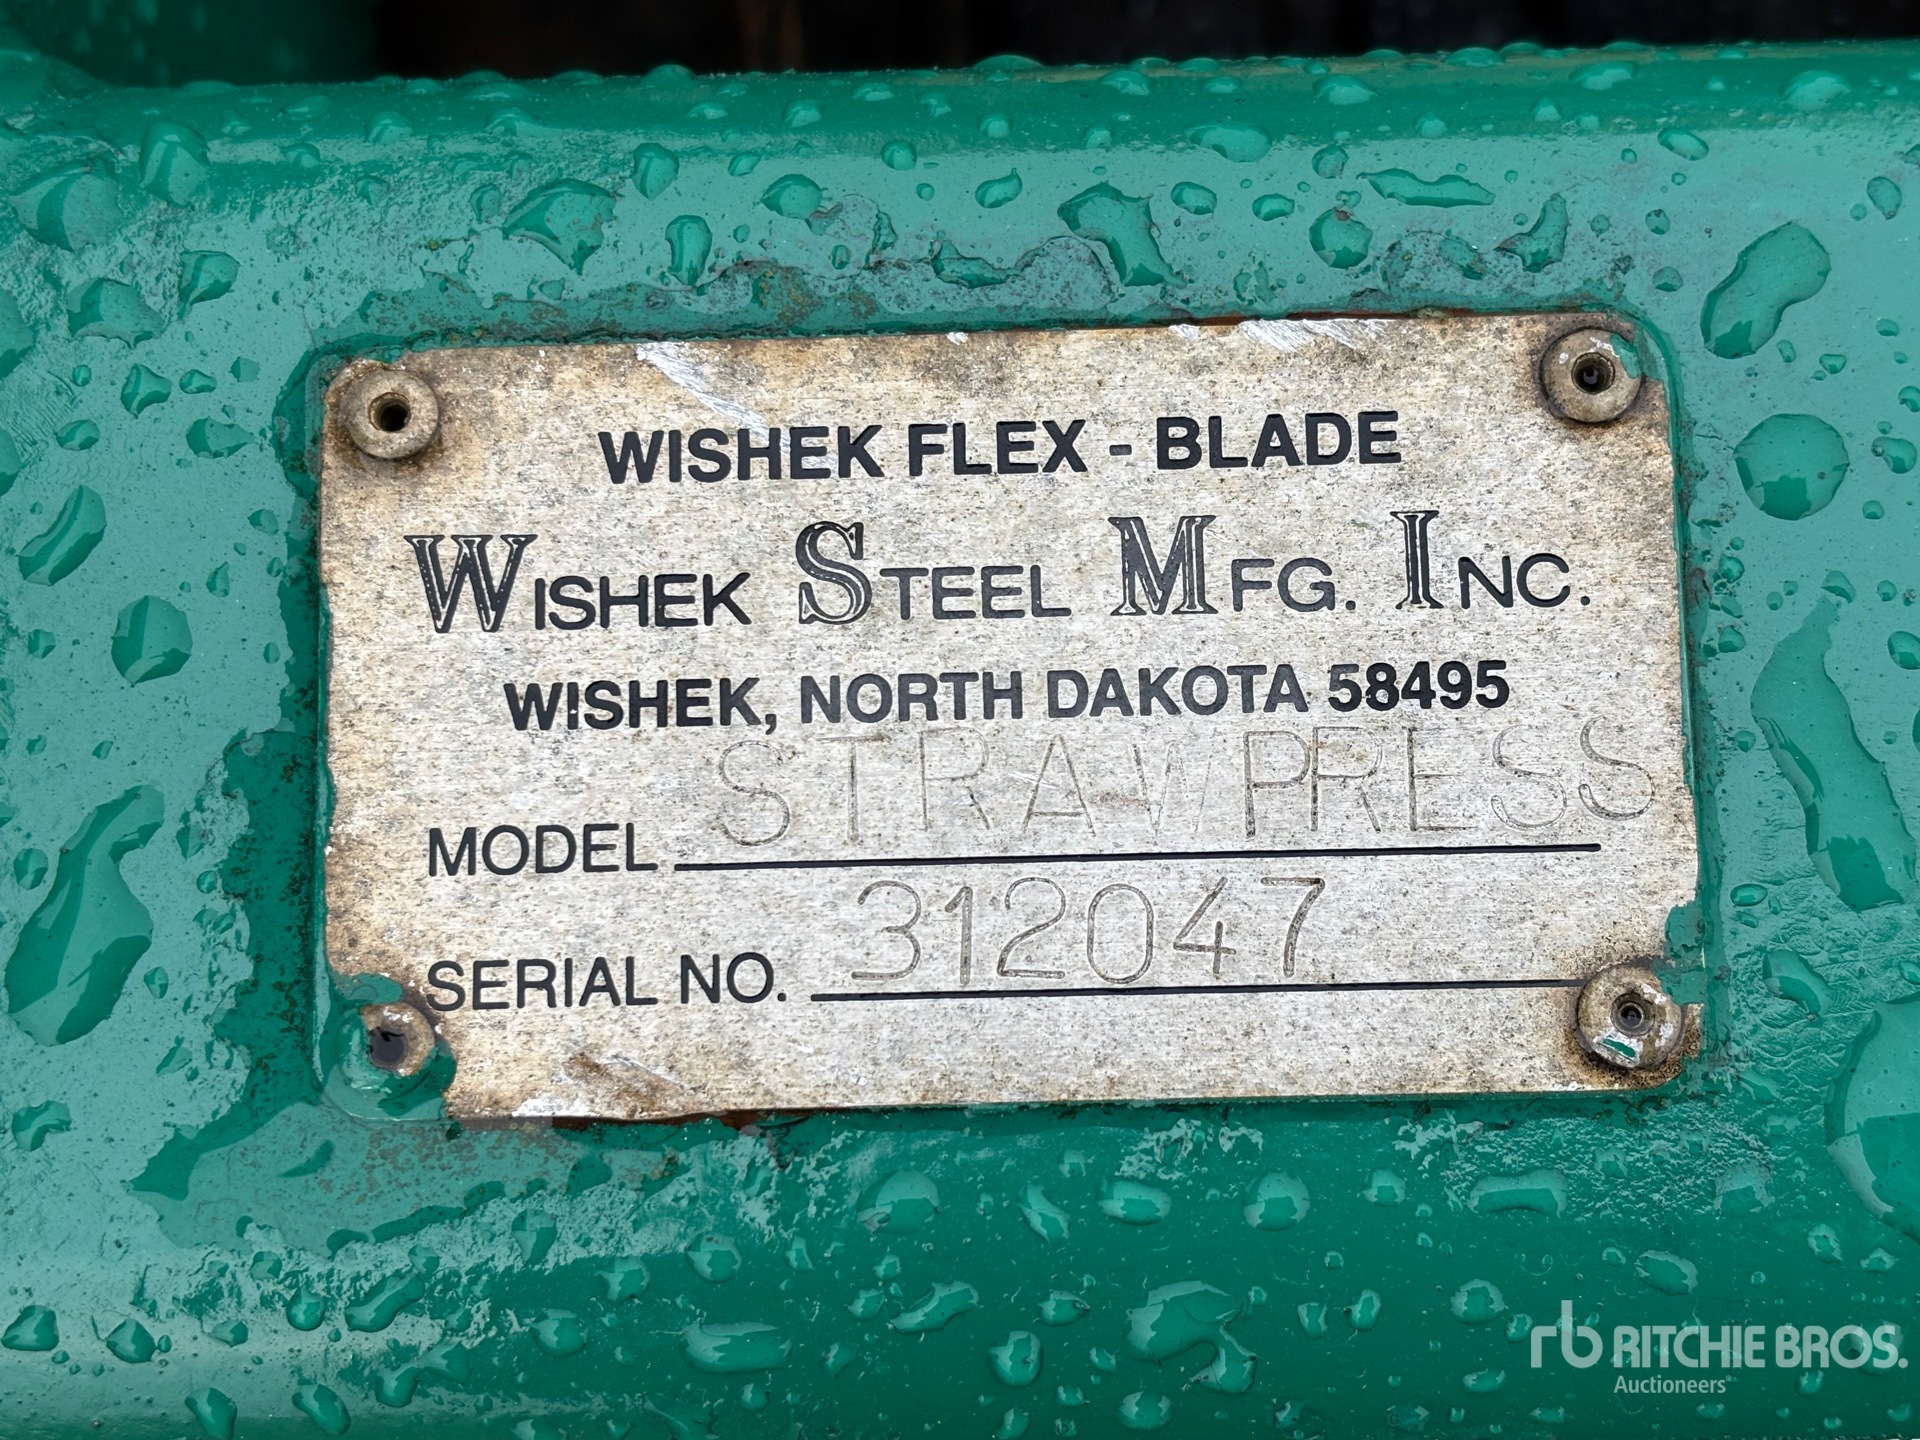 WISHEK FLEX - BLADE
WISHEK STEEL MFG. INC.
WISHEK, NORTH DAKOTA 58495
MODEL STRAWPRESS
SERIAL NO. 312047
rb RITCHIE BROS.
Auctioneers